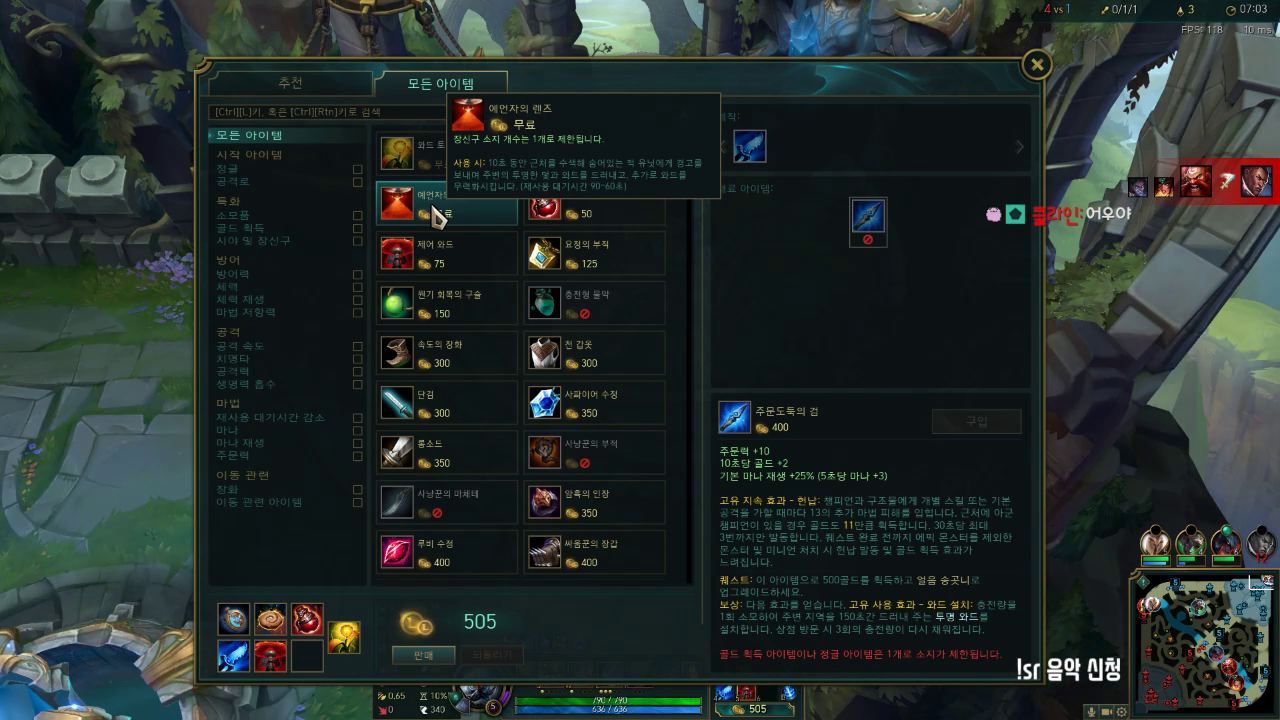 4 vs 1
0/1/1
3
07:03
FPS: 118
10 ms
추천
모든 아이템
[Ctrl][L]키, 혹은 [Ctrl][Rtn]키로 검색
모든 아이템
시작 아이템
정글
공격로
특화
소모품
골드 획득
시야 및 장신구
방어
방어력
체력
체력 재생
마법 저항력
공격
공격 속도
치명타
공격력
생명력 흡수
마법
재사용 대기시간 감소
마나
마나 재생
주문력
이동 관련
장화
이동 관련 아이템
예언자의 렌즈
무료
장신구 소지 개수는 1개로 제한됩니다.
사용 시: 10초 동안 근처를 수색해 숨어있는 적 유닛에게 경고를
보내며 주변의 투명한 덫과 와드를 드러내고, 추가로 와드를
무력화시킵니다. (재사용 대기시간 90-60초)
와드 토
50
제어 와드
75
요정의 부적
125
원기 회복의 구슬
150
충전형 물약
속도의 장화
300
천 갑옷
300
단검
300
사파이어 수정
350
롱소드
350
사냥꾼의 부적
사냥꾼의 마체테
암흑의 인장
350
루비 수정
400
싸움꾼의 장갑
400
505
판매
되돌리기
료 아이템:
주문도둑의 검
400
구입
주문력 +10
10초당 골드 +2
기본 마나 재생 +25% (5초당 마나 +3)
고유 지속 효과 - 헌납: 챔피언과 구조물에게 개별 스킬 또는 기본
공격을 가할 때마다 13의 추가 마법 피해를 입힙니다. 근처에 아군
챔피언이 있을 경우 골드도 11만큼 획득합니다. 30초당 최대
3번까지만 발동합니다. 퀘스트 완료 전까지 에픽 몬스터를 제외한
몬스터 및 미니언 처치 시 헌납 발동 및 골드 획득 효과가
느려집니다.
퀘스트: 이 아이템으로 500골드를 획득하고 얼음 송곳니로
업그레이드하세요.
보상: 다음 효과를 얻습니다. 고유 사용 효과 - 와드 설치: 충전량을
1회 소모하여 주변 지역을 150초간 드러내 주는 투명 와드를
설치합니다. 상점 방문 시 3회의 충전량이 다시 채워집니다.
골드 획득 아이템이나 정글 아이템은 1개로 소지가 제한됩니다.
어우야
!sr 음악 신청
0.65
10%
0
340
5
790 / 790
636 / 636
505